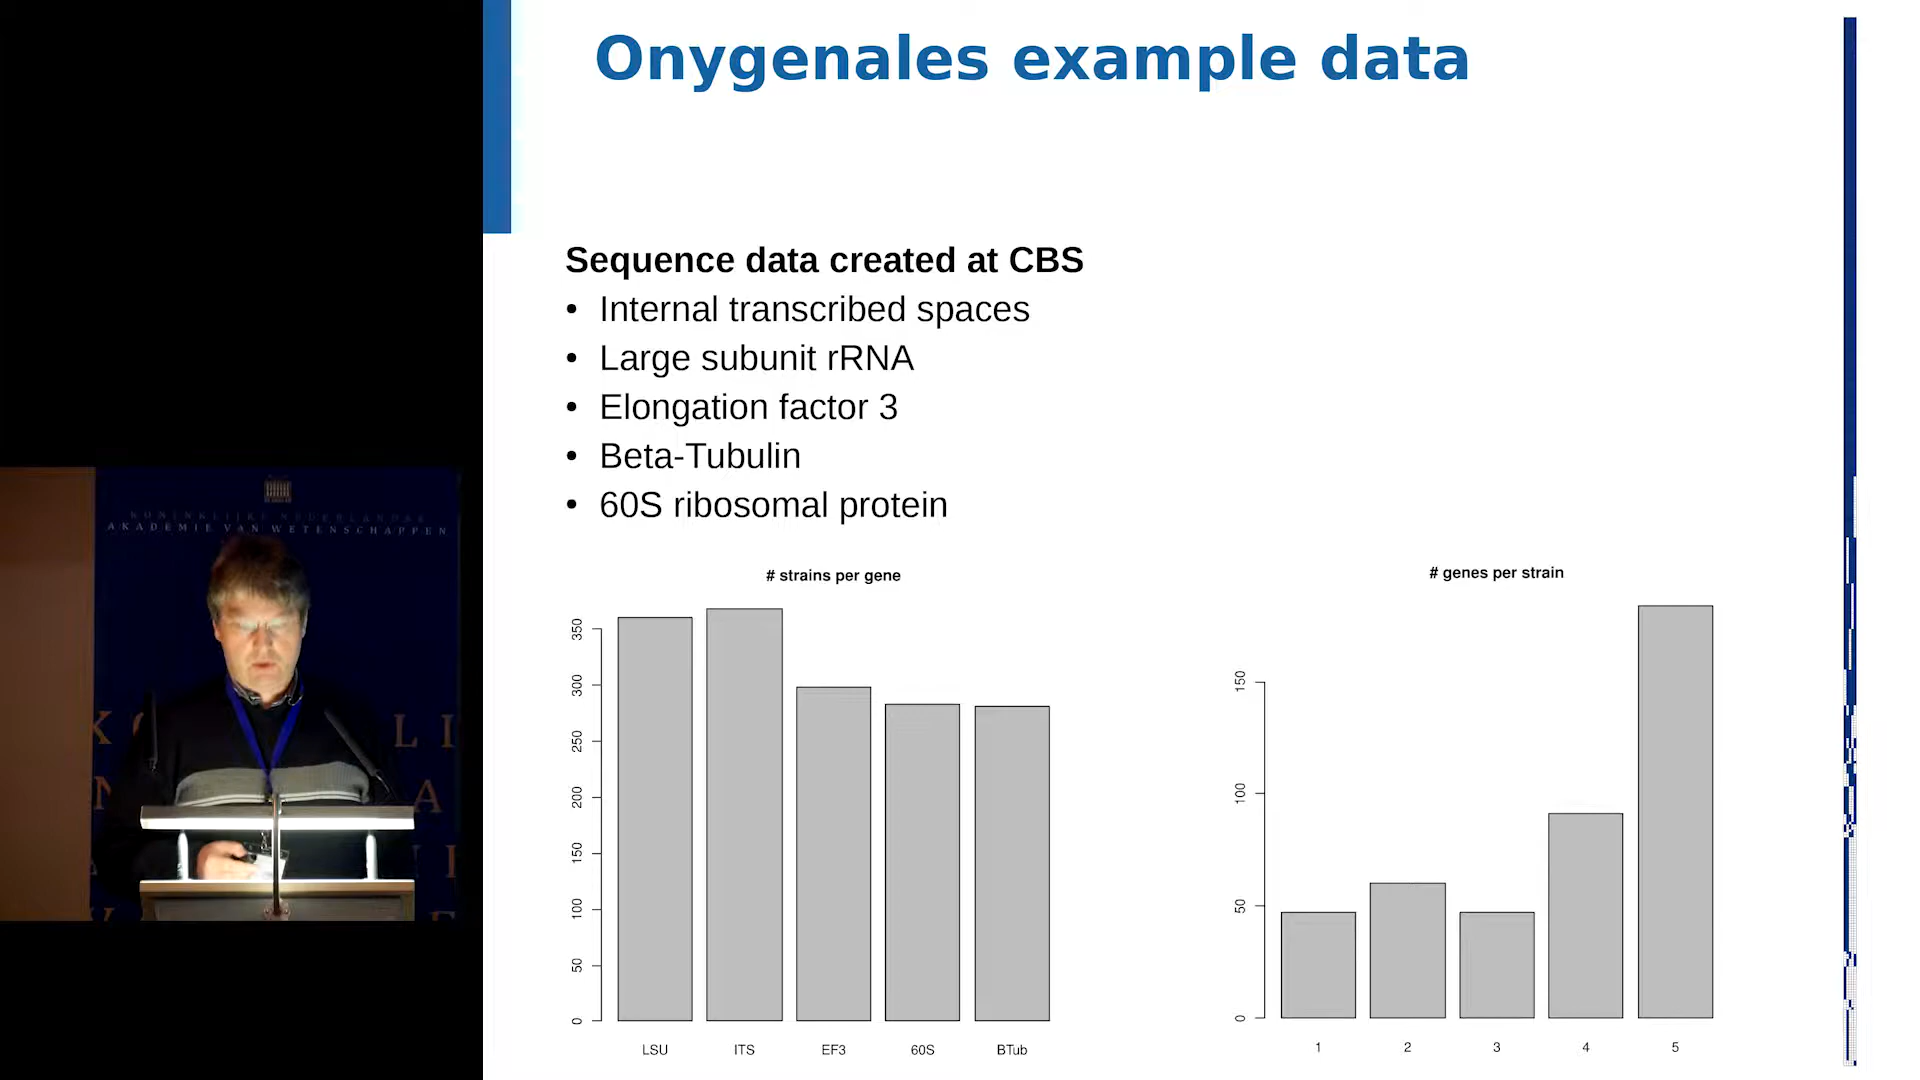 Onygenales example data
Sequence data created at CBS
• Internal transcribed spaces
• Large subunit rRNA
• Elongation factor 3
• Beta-Tubulin
• 60S ribosomal protein
# strains per gene
350
300
250
200
150
100
50
0
LSU ITS EF3 60S BTub
# genes per strain
150
100
50
0
1 2 3 4 5
KONINKLIJKE NEDERLANDSE
AKADEMIE VAN WETENSCHAPPEN